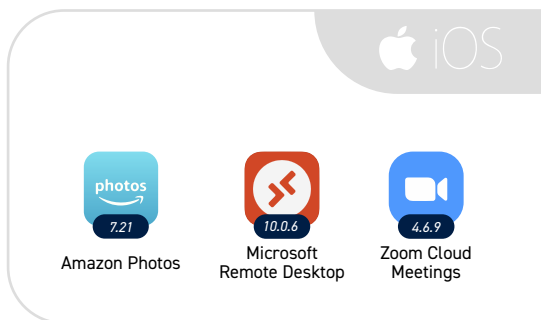 iOS
photos
7.21
10.0.6
4.6.9
Amazon Photos
Microsoft
Remote Desktop
Zoom Cloud
Meetings